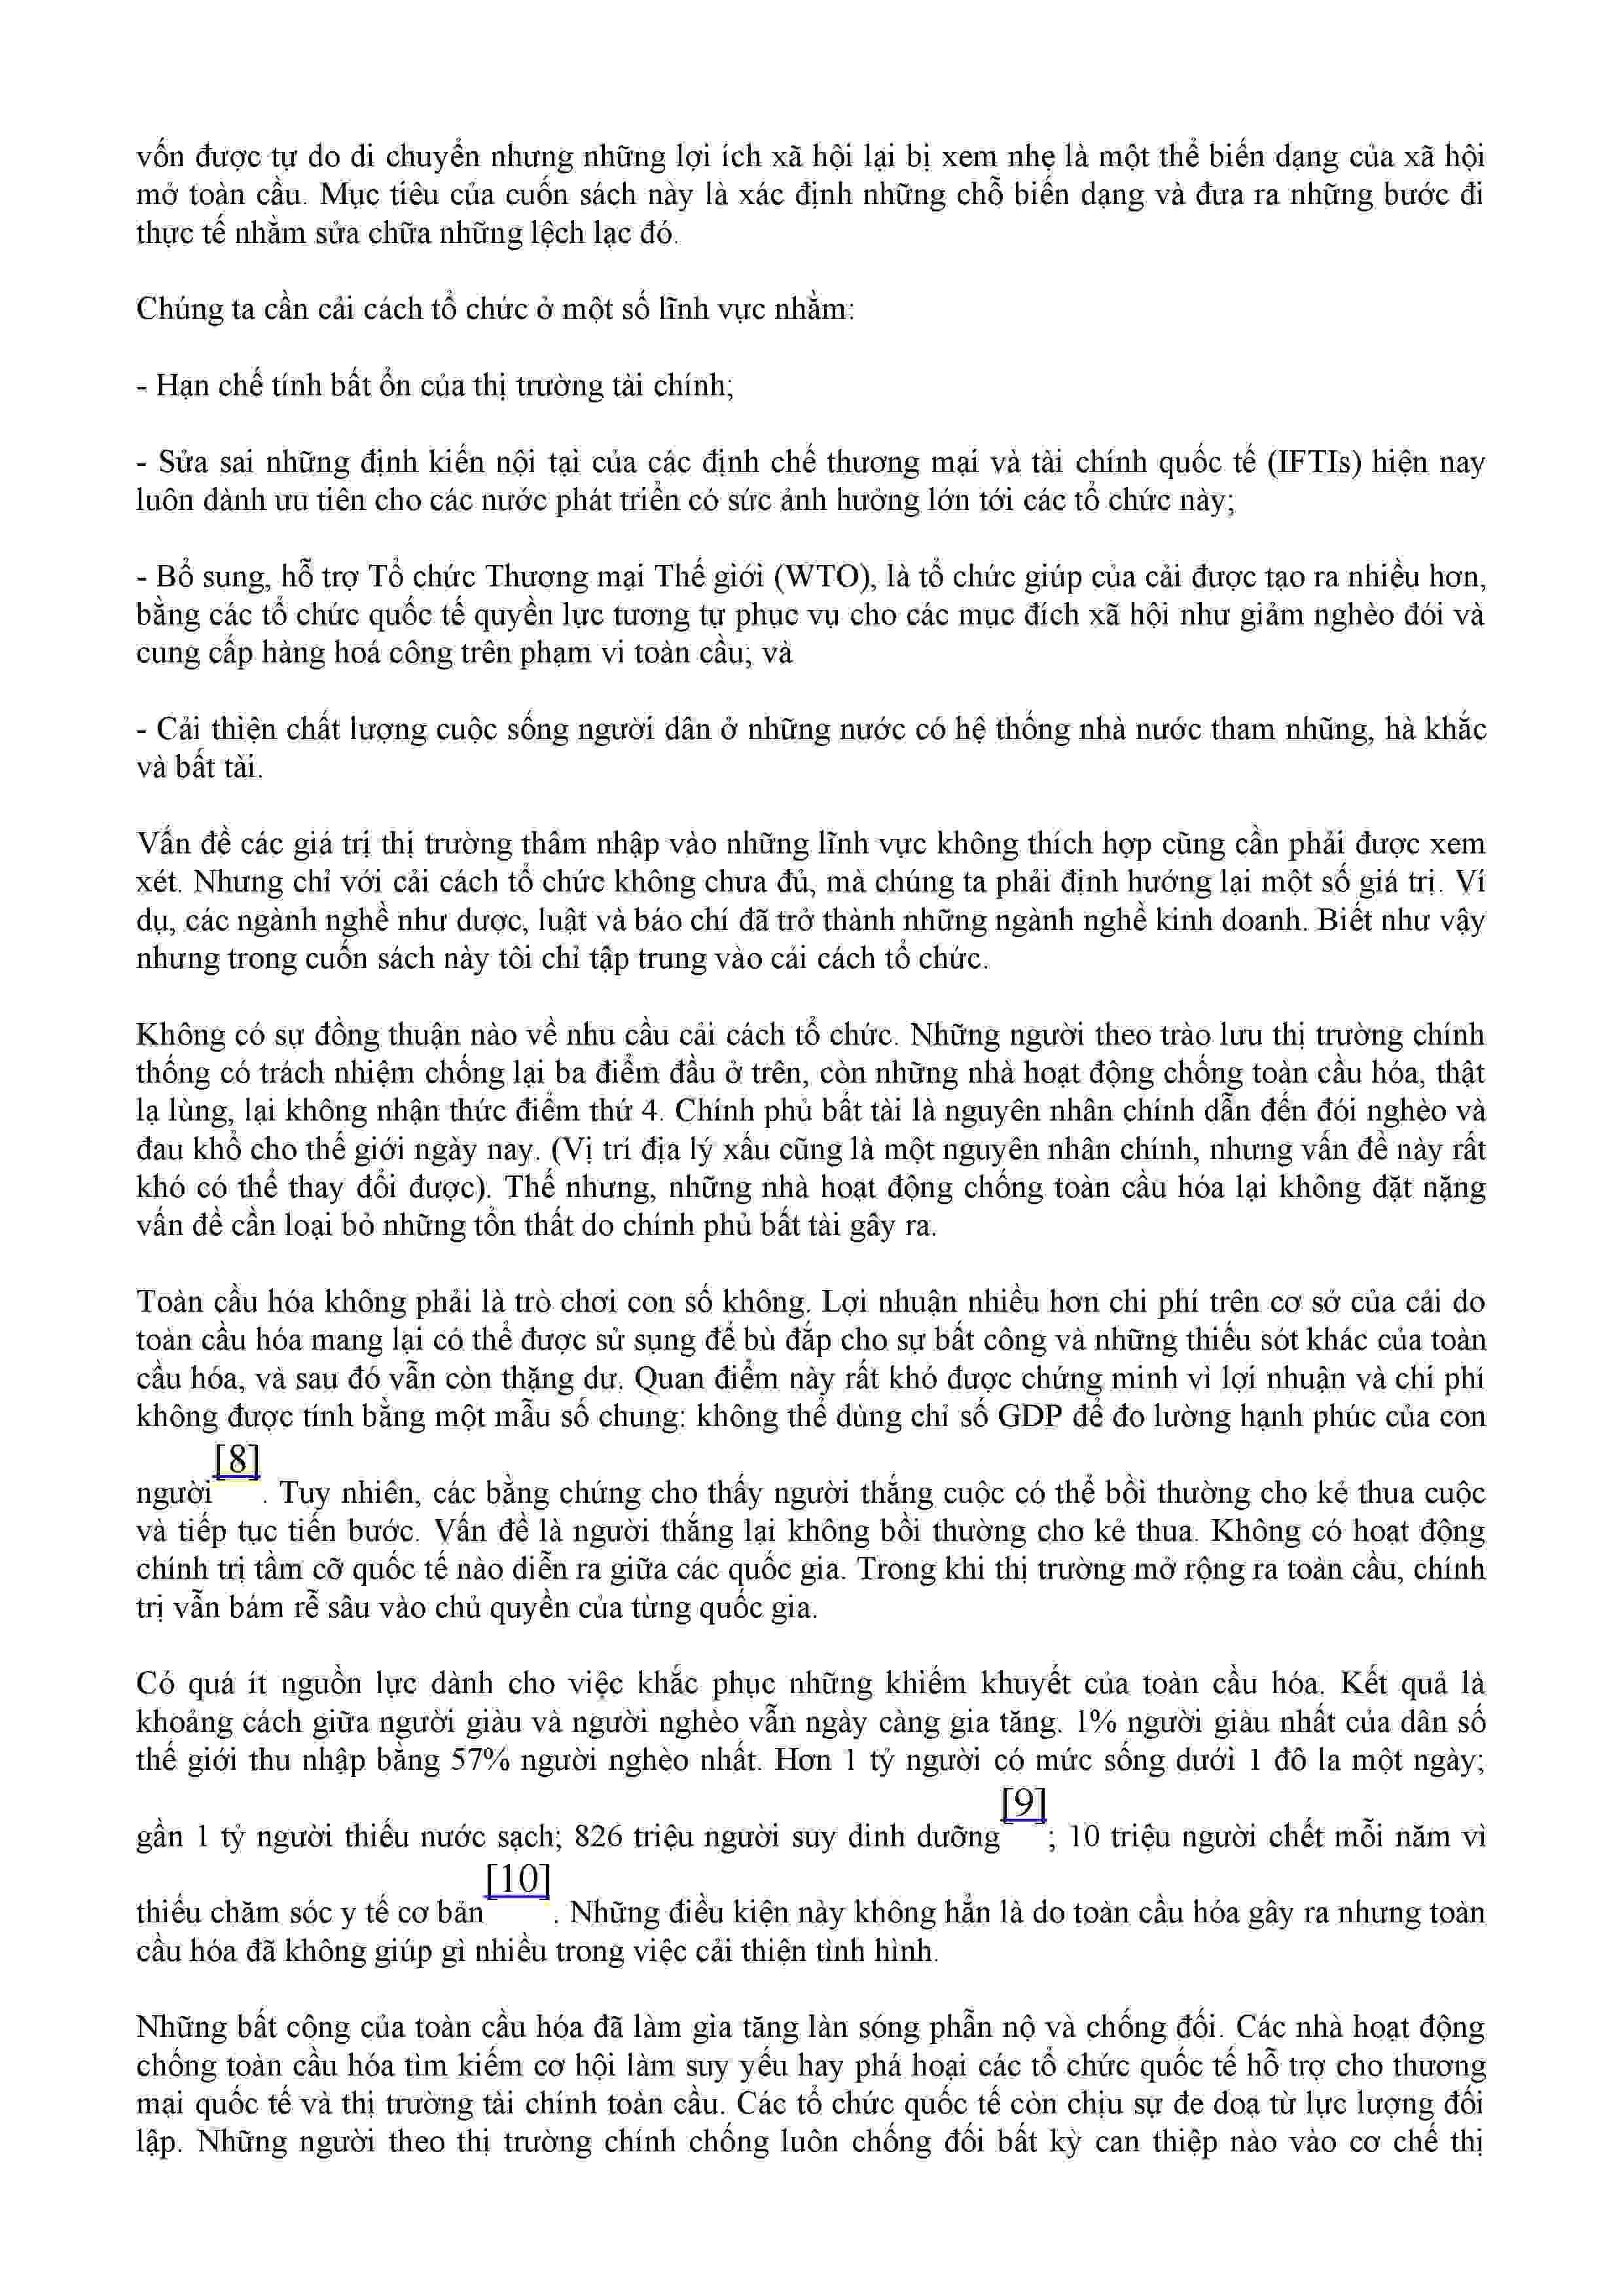 vốn được tự do di chuyển nhưng những lợi ích xã hội lại bị xem nhẹ là một thể biến dạng của xã hội
mở toàn cầu. Mục tiêu của cuốn sách này là xác định những chỗ biến dạng và đưa ra những bước đi
thực tế nhằm sửa chữa những lệch lạc đó.
Chúng ta cần cải cách tổ chức ở một số lĩnh vực nhằm:
- Hạn chế tính bất ổn của thị trường tài chính;
- Sửa sai những định kiến nội tại của các định chế thương mại và tài chính quốc tế (IFTIs) hiện nay
luôn dành ưu tiên cho các nước phát triển có sức ảnh hưởng lớn tới các tổ chức này;
- Bổ sung, hỗ trợ Tổ chức Thương mại Thế giới (WTO), là tổ chức giúp của cải được tạo ra nhiều hơn,
bằng các tổ chức quốc tế quyền lực tương tự phục vụ cho các mục đích xã hội như giảm nghèo đói và
cung cấp hàng hoá công trên phạm vi toàn cầu; và
- Cải thiện chất lượng cuộc sống người dân ở những nước có hệ thống nhà nước tham nhũng, hà khắc
và bất tài.
Vấn đề các giá trị thị trường thâm nhập vào những lĩnh vực không thích hợp cũng cần phải được xem
xét. Nhưng chỉ với cải cách tổ chức không chưa đủ, mà chúng ta phải định hướng lại một số giá trị. Ví
dụ, các ngành nghề như dược, luật và báo chí đã trở thành những ngành nghề kinh doanh. Biết như vậy
nhưng trong cuốn sách này tôi chỉ tập trung vào cải cách tổ chức.
Không có sự đồng thuận nào về nhu cầu cải cách tổ chức. Những người theo trào lưu thị trường chính
thống có trách nhiệm chống lại ba điểm đầu ở trên, còn những nhà hoạt động chống toàn cầu hóa, thật
lạ lùng, lại không nhận thức điểm thứ 4. Chính phủ bất tài là nguyên nhân chính dẫn đến đói nghèo và
đau khổ cho thế giới ngày nay. (Vị trí địa lý xấu cũng là một nguyên nhân chính, nhưng vấn đề này rất
khó có thể thay đổi được). Thế nhưng, những nhà hoạt động chống toàn cầu hóa lại không đặt nặng
vấn đề cần loại bỏ những tổn thất do chính phủ bất tài gây ra.
Toàn cầu hóa không phải là trò chơi con số không. Lợi nhuận nhiều hơn chi phí trên cơ sở của cải do
toàn cầu hóa mang lại có thể được sử sụng để bù đắp cho sự bất công và những thiếu sót khác của toàn
cầu hóa, và sau đó vẫn còn thặng dư. Quan điểm này rất khó được chứng minh vì lợi nhuận và chi phí
không được tính bằng một mẫu số chung: không thể dùng chỉ số GDP để đo lường hạnh phúc của con
người[8]. Tuy nhiên, các bằng chứng cho thấy người thắng cuộc có thể bồi thường cho kẻ thua cuộc
và tiếp tục tiến bước. Vấn đề là người thắng lại không bồi thường cho kẻ thua. Không có hoạt động
chính trị tầm cỡ quốc tế nào diễn ra giữa các quốc gia. Trong khi thị trường mở rộng ra toàn cầu, chính
trị vẫn bám rễ sâu vào chủ quyền của từng quốc gia.
Có quá ít nguồn lực dành cho việc khắc phục những khiếm khuyết của toàn cầu hóa. Kết quả là
khoảng cách giữa người giàu và người nghèo vẫn ngày càng gia tăng. 1% người giàu nhất của dân số
thế giới thu nhập bằng 57% người nghèo nhất. Hơn 1 tỷ người có mức sống dưới 1 đô la một ngày;
gần 1 tỷ người thiếu nước sạch; 826 triệu người suy dinh dưỡng[9]; 10 triệu người chết mỗi năm vì
thiếu chăm sóc y tế cơ bản[10]. Những điều kiện này không hẳn là do toàn cầu hóa gây ra nhưng toàn
cầu hóa đã không giúp gì nhiều trong việc cải thiện tình hình.
Những bất công của toàn cầu hóa đã làm gia tăng làn sóng phẫn nộ và chống đối. Các nhà hoạt động
chống toàn cầu hóa tìm kiếm cơ hội làm suy yếu hay phá hoại các tổ chức quốc tế hỗ trợ cho thương
mại quốc tế và thị trường tài chính toàn cầu. Các tổ chức quốc tế còn chịu sự đe doạ từ lực lượng đối
lập. Những người theo thị trường chính chống luôn chống đối bất kỳ can thiệp nào vào cơ chế thị